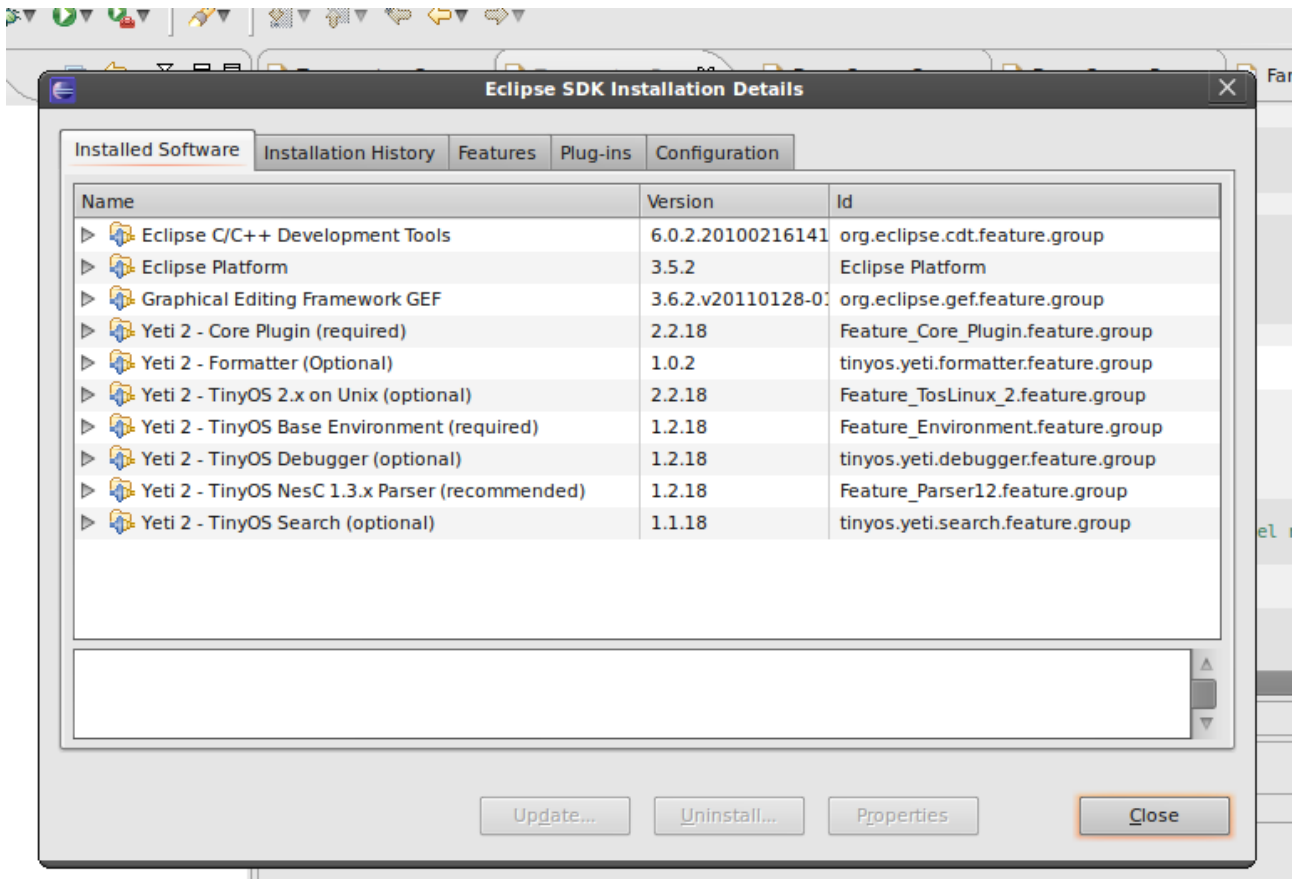 Far
Eclipse SDK Installation Details
Installed Software Installation History Features Plug-ins Configuration
Name Version Id
Eclipse C/C++ Development Tools 6.0.2.20100216141 org.eclipse.cdt.feature.group
Eclipse Platform 3.5.2 Eclipse Platform
Graphical Editing Framework GEF 3.6.2.v20110128-01 org.eclipse.gef.feature.group
Yeti 2 - Core Plugin (required) 2.2.18 Feature_Core_Plugin.feature.group
Yeti 2 - Formatter (Optional) 1.0.2 tinyos.yeti.formatter.feature.group
Yeti 2 - TinyOS 2.x on Unix (optional) 2.2.18 Feature_TosLinux_2.feature.group
Yeti 2 - TinyOS Base Environment (required) 1.2.18 Feature_Environment.feature.group
Yeti 2 - TinyOS Debugger (optional) 1.2.18 tinyos.yeti.debugger.feature.group
Yeti 2 - TinyOS NesC 1.3.x Parser (recommended) 1.2.18 Feature_Parser12.feature.group
Yeti 2 - TinyOS Search (optional) 1.1.18 tinyos.yeti.search.feature.group
el
Update... Uninstall... Properties Close